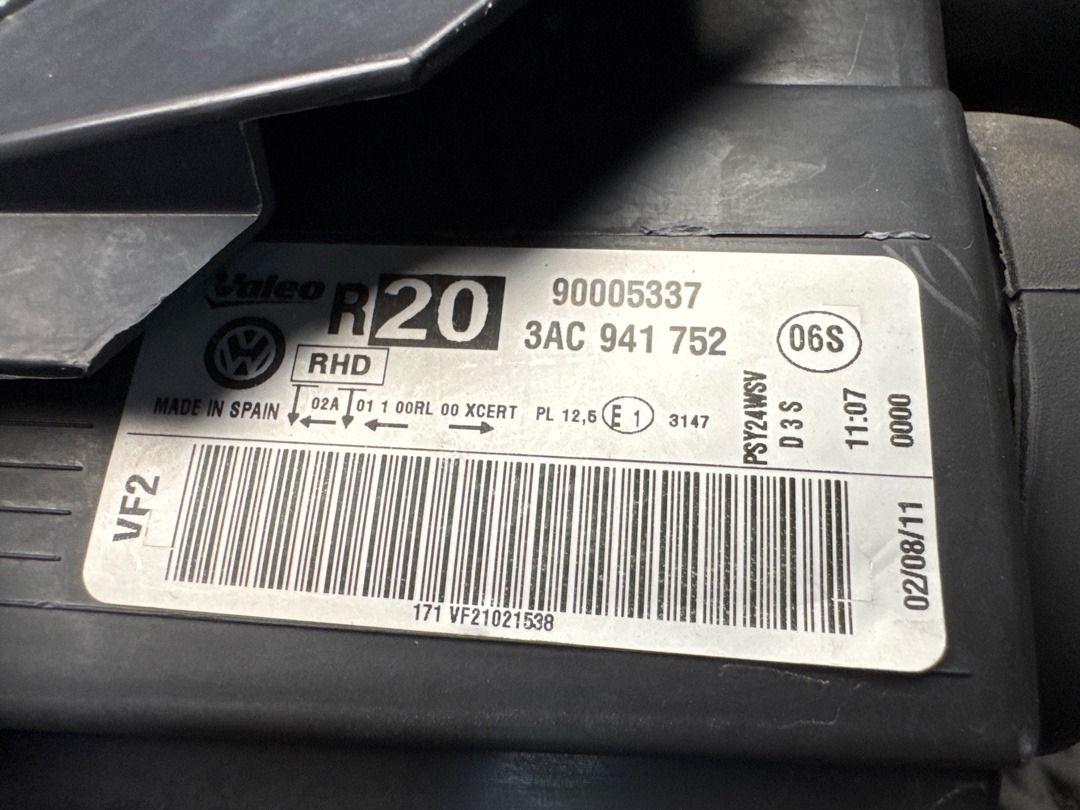 Valeo
R20
90005337
3AC 941 752
06S
RHD
MADE IN SPAIN
02A 01 1 00RL 00 XCERT PL 12,5 E1 3147
PSY24WSV
D3S
11:07
0000
VF2
02/08/11
171 VF21021538